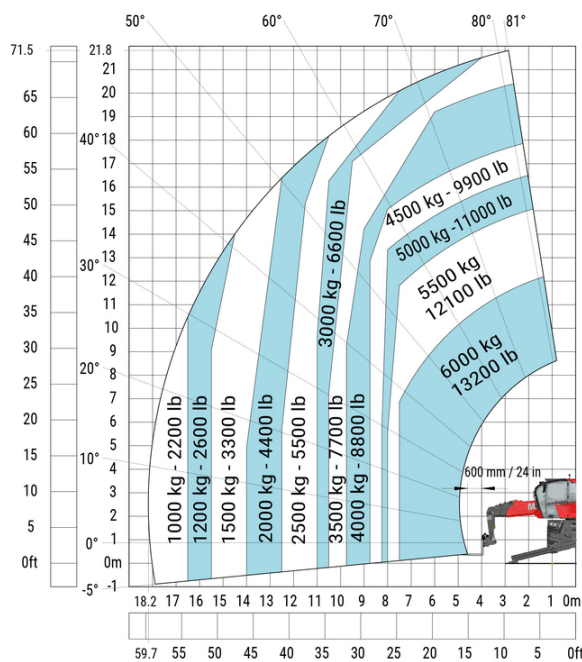 50° 60° 70° 80° 81°
71.5 21.8
21
65 20
19
60 40° 18
55 17
16
50 15
45 14
13
40 30° 12
11
35 10
30 9
25 20° 8
7
20 6
15 10° 5
4
10 3
2
5 1
0° 
0ft 0m
-5° -1
1000 kg - 2200 lb
1200 kg - 2600 lb
1500 kg - 3300 lb
2000 kg - 4400 lb
2500 kg - 5500 lb
3000 kg - 6600 lb
3500 kg - 7700 lb
4000 kg - 8800 lb
4500 kg - 9900 lb
5000 kg -11000 lb
5500 kg
12100 lb
6000 kg
13200 lb
600 mm / 24 in
18.2 17 16 15 14 13 12 11 10 9 8 7 6 5 4 3 2 1 0m
59.7 55 50 45 40 35 30 25 20 15 10 5 0ft